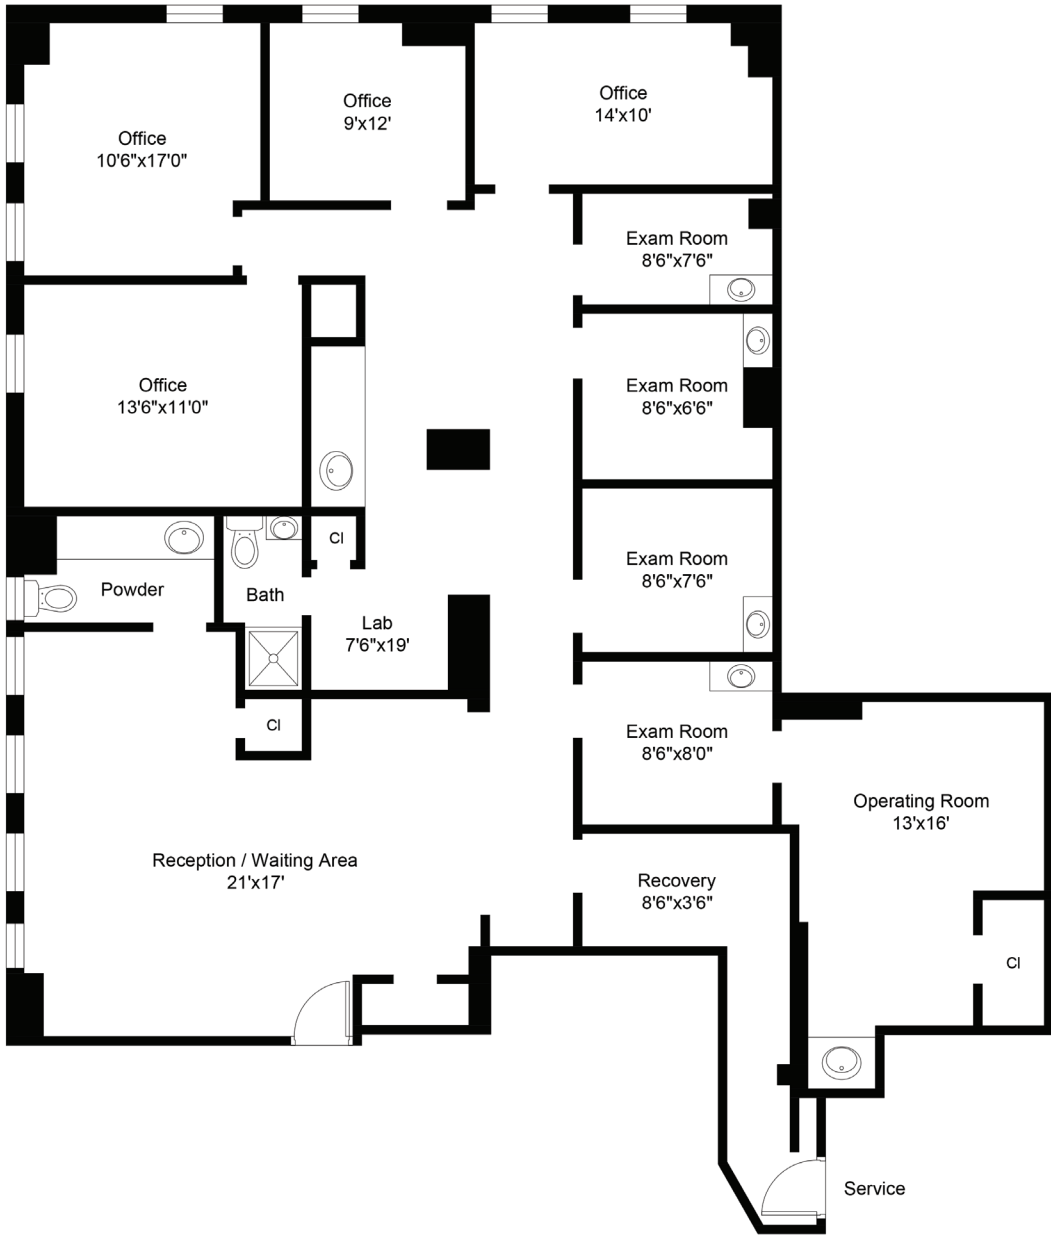 Office
10'6"x17'0"
Office
9'x12'
Office
14'x10'
Exam Room
8'6"x7'6"
Office
13'6"x11'0"
Exam Room
8'6"x6'6"
Cl
Exam Room
8'6"x7'6"
Powder
Bath
Lab
7'6"x19'
Cl
Exam Room
8'6"x8'0"
Operating Room
13'x16'
Reception / Waiting Area
21'x17'
Recovery
8'6"x3'6"
Cl
Service